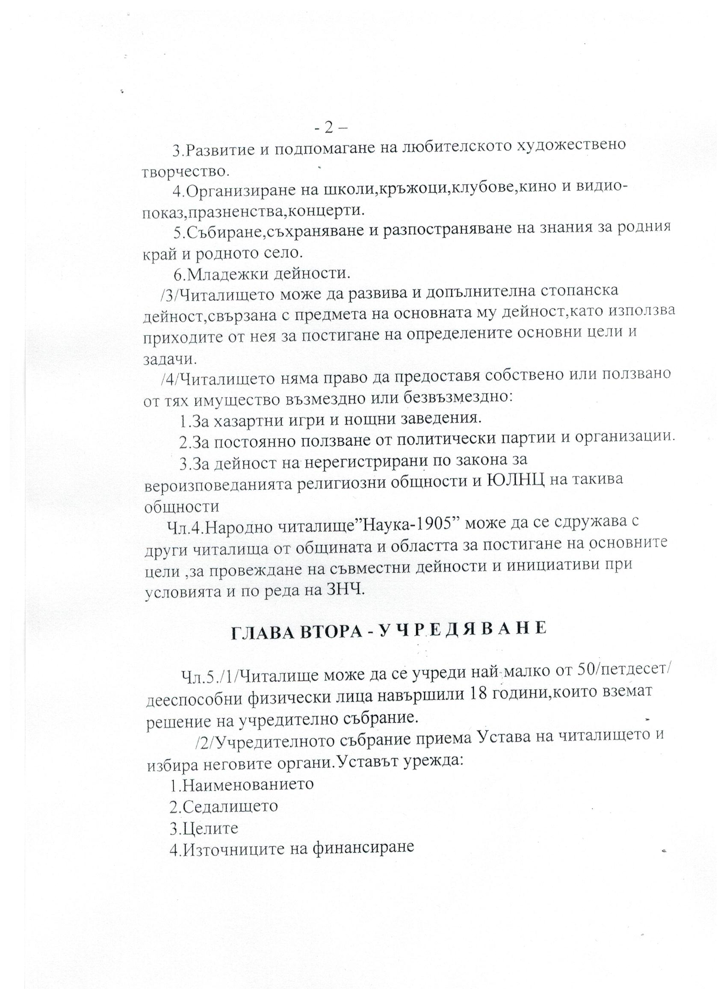 - 2 –
3.Развитие и подпомагане на любителското художествено
творчество.
4.Организиране на школи,кръжоци,клубове,кино и видио-
показ,празненства,концерти.
5.Събиране,съхраняване и разпостраняване на знания за родния
край и родното село.
6.Младежки дейности.
/3/Читалището може да развива и допълнителна стопанска
дейност,свързана с предмета на основната му дейност,като използва
приходите от нея за постигане на определените основни цели и
задачи.
/4/Читалището няма право да предоставя собствено или ползвано
от тях имущество възмездно или безвъзмездно:
1.За хазартни игри и нощни заведения.
2.За постоянно ползване от политически партии и организации.
3.За дейност на нерегистрирани по закона за
вероизповеданията религиозни общности и ЮЛНЦ на такива
общности
Чл.4.Народно читалище”Наука-1905” може да се сдружава с
други читалища от общината и областта за постигане на основните
цели ,за провеждане на съвместни дейности и инициативи при
условията и по реда на ЗНЧ.
ГЛАВА ВТОРА - У Ч Р Е Д Я В А Н Е
Чл.5./1/Читалище може да се учреди най-малко от 50/петдесет/
дееспособни физически лица навършили 18 години,които вземат
решение на учредително събрание.
/2/Учредителното събрание приема Устава на читалището и
избира неговите органи.Уставът урежда:
1.Наименованието
2.Седалището
3.Целите
4.Източниците на финансиране